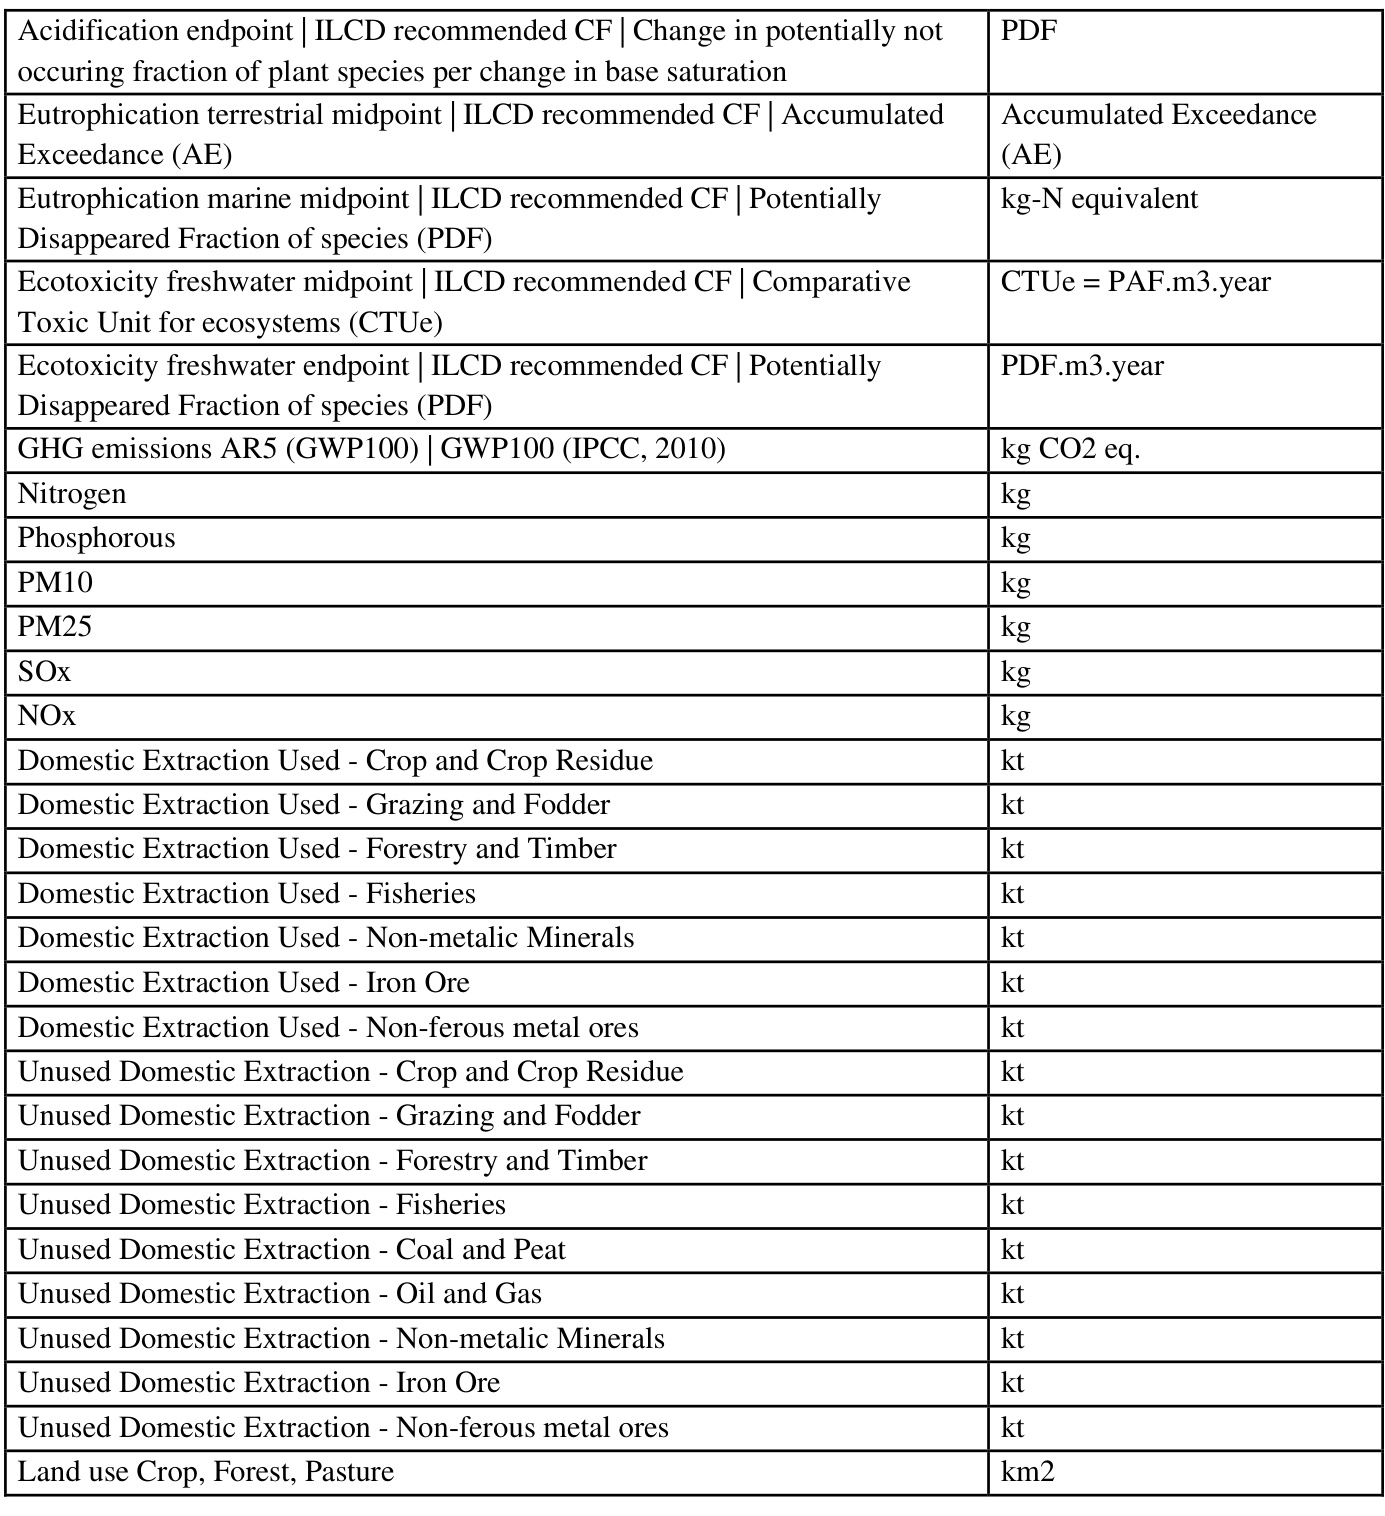 Acidification endpoint | ILCD recommended CF | Change in potentially not PDF
occuring fraction of plant species per change in base saturation
Eutrophication terrestrial midpoint | ILCD recommended CF | Accumulated Accumulated Exceedance
Exceedance (AE) (AE)
Eutrophication marine midpoint | ILCD recommended CF | Potentially kg-N equivalent
Disappeared Fraction of species (PDF)
Ecotoxicity freshwater midpoint | ILCD recommended CF | Comparative CTUe = PAF.m3.year
Toxic Unit for ecosystems (CTUe)
Ecotoxicity freshwater endpoint | ILCD recommended CF | Potentially PDF.m3.year
Disappeared Fraction of species (PDF)
GHG emissions AR5 (GWP100) | GWP100 (IPCC, 2010) kg CO2 eq.
Nitrogen kg
Phosphorous kg
PM10 kg
PM25 kg
SOx kg
NOx kg
Domestic Extraction Used - Crop and Crop Residue kt
Domestic Extraction Used - Grazing and Fodder kt
Domestic Extraction Used - Forestry and Timber kt
Domestic Extraction Used - Fisheries kt
Domestic Extraction Used - Non-metalic Minerals kt
Domestic Extraction Used - Iron Ore kt
Domestic Extraction Used - Non-ferous metal ores kt
Unused Domestic Extraction - Crop and Crop Residue kt
Unused Domestic Extraction - Grazing and Fodder kt
Unused Domestic Extraction - Forestry and Timber kt
Unused Domestic Extraction - Fisheries kt
Unused Domestic Extraction - Coal and Peat kt
Unused Domestic Extraction - Oil and Gas kt
Unused Domestic Extraction - Non-metalic Minerals kt
Unused Domestic Extraction - Iron Ore kt
Unused Domestic Extraction - Non-ferous metal ores kt
Land use Crop, Forest, Pasture km2